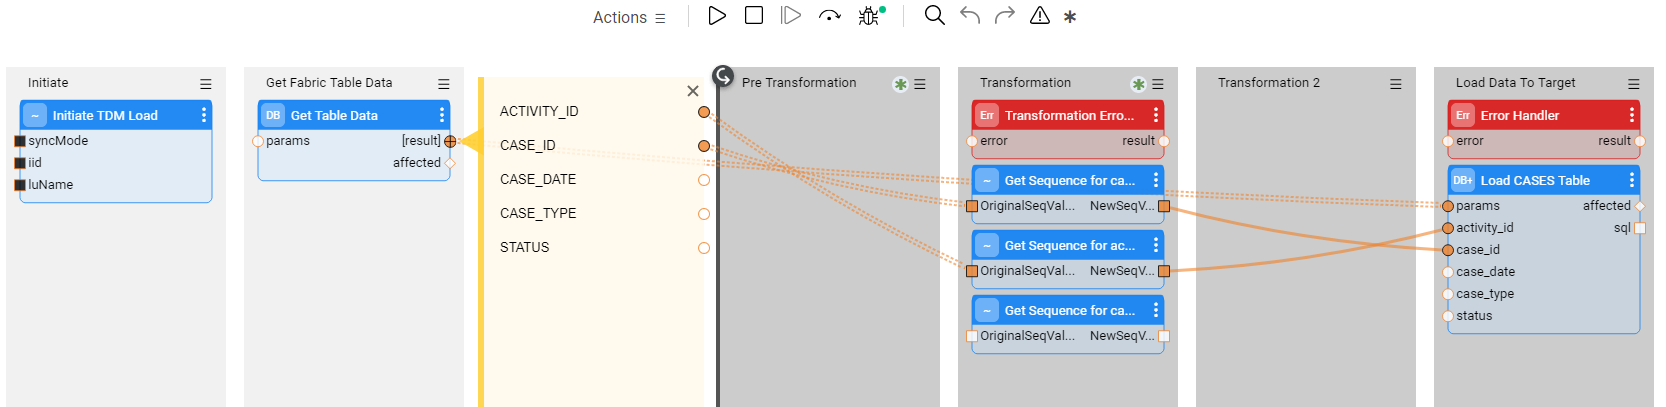 Actions
Initiate
~ Initiate TDM Load
syncMode
iid
luName
Get Fabric Table Data
DB Get Table Data
params [result]
affected
ACTIVITY_ID
CASE_ID
CASE_DATE
CASE_TYPE
STATUS
Pre Transformation
Transformation
Err Transformation Erro...
error result
~ Get Sequence for ca...
OriginalSeqVal... NewSeqV...
~ Get Sequence for ac...
OriginalSeqVal... NewSeqV...
~ Get Sequence for ca...
OriginalSeqVal... NewSeqV...
Transformation 2
Load Data To Target
Err Error Handler
error result
DB+ Load CASES Table
params affected
activity_id sql
case_id
case_date
case_type
status